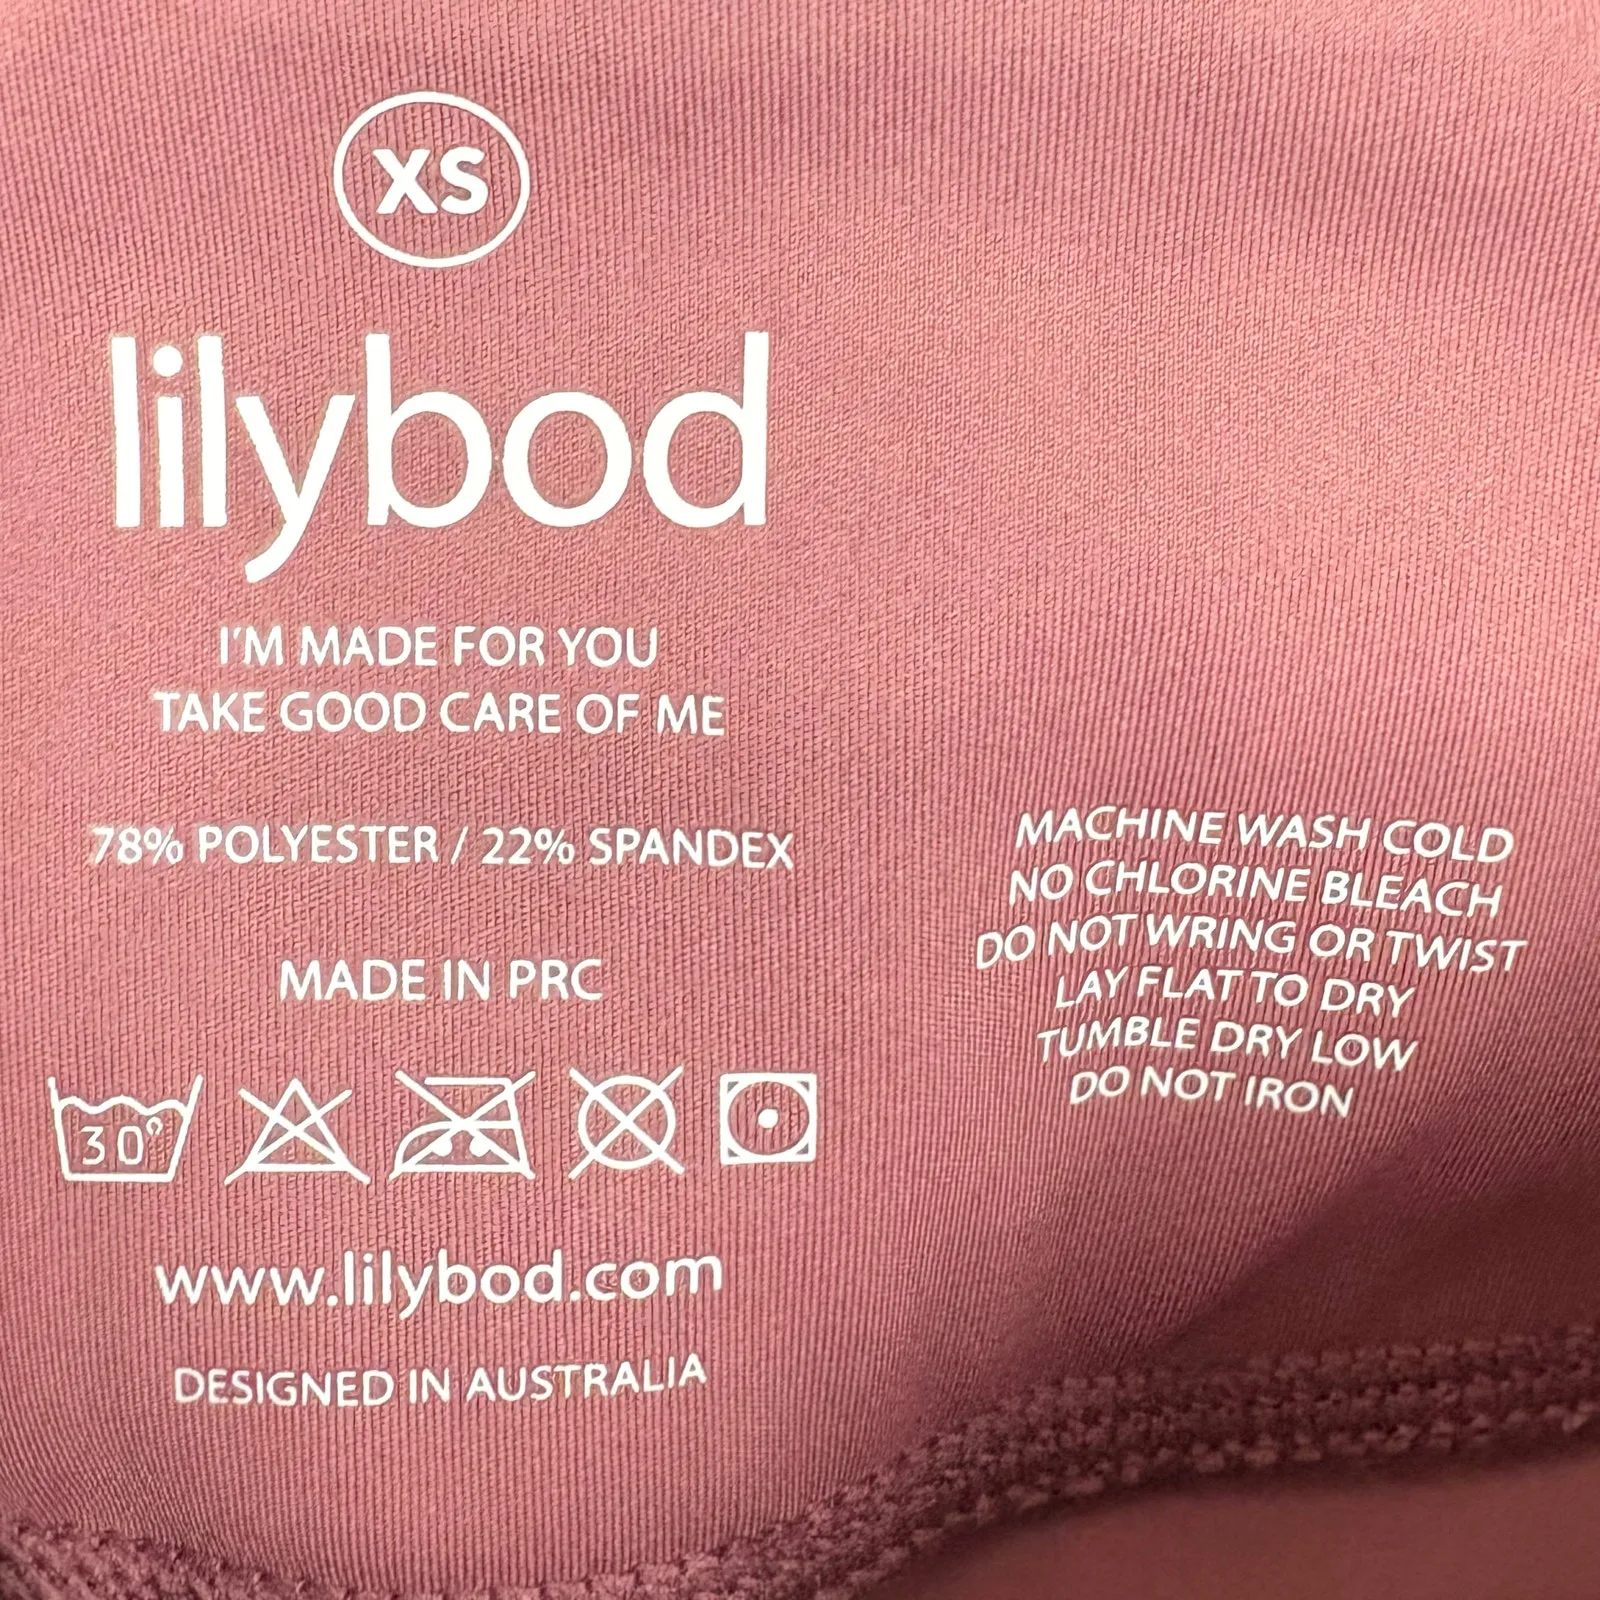 XS
lilybod
I'M MADE FOR YOU
TAKE GOOD CARE OF ME
78% POLYESTER / 22% SPANDEX
MADE IN PRC
30°
www.lilybod.com
DESIGNED IN AUSTRALIA
MACHINE WASH COLD
NO CHLORINE BLEACH
DO NOT WRING OR TWIST
LAY FLAT TO DRY
TUMBLE DRY LOW
DO NOT IRON